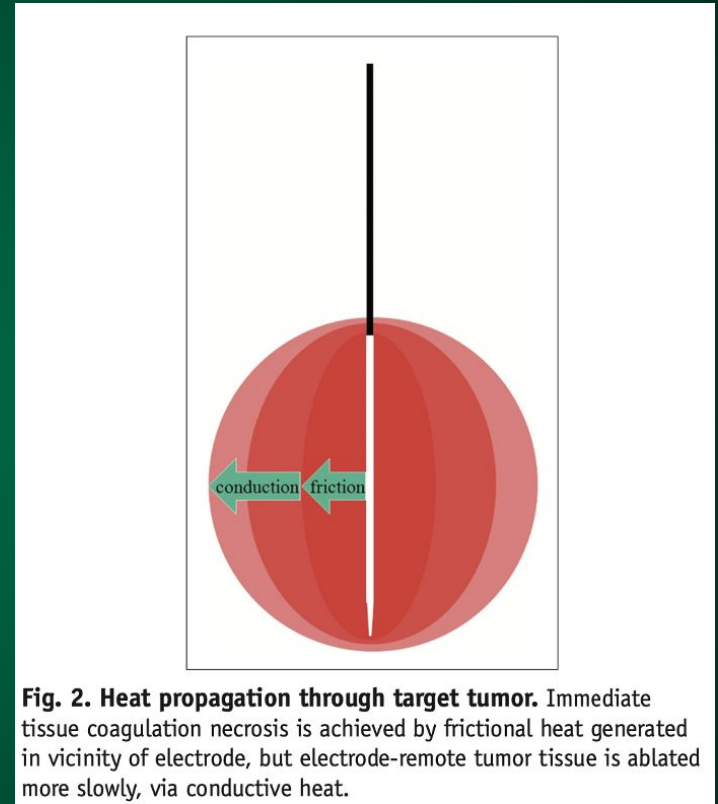 conduction friction
Fig. 2. Heat propagation through target tumor. Immediate
tissue coagulation necrosis is achieved by frictional heat generated
in vicinity of electrode, but electrode-remote tumor tissue is ablated
more slowly, via conductive heat.